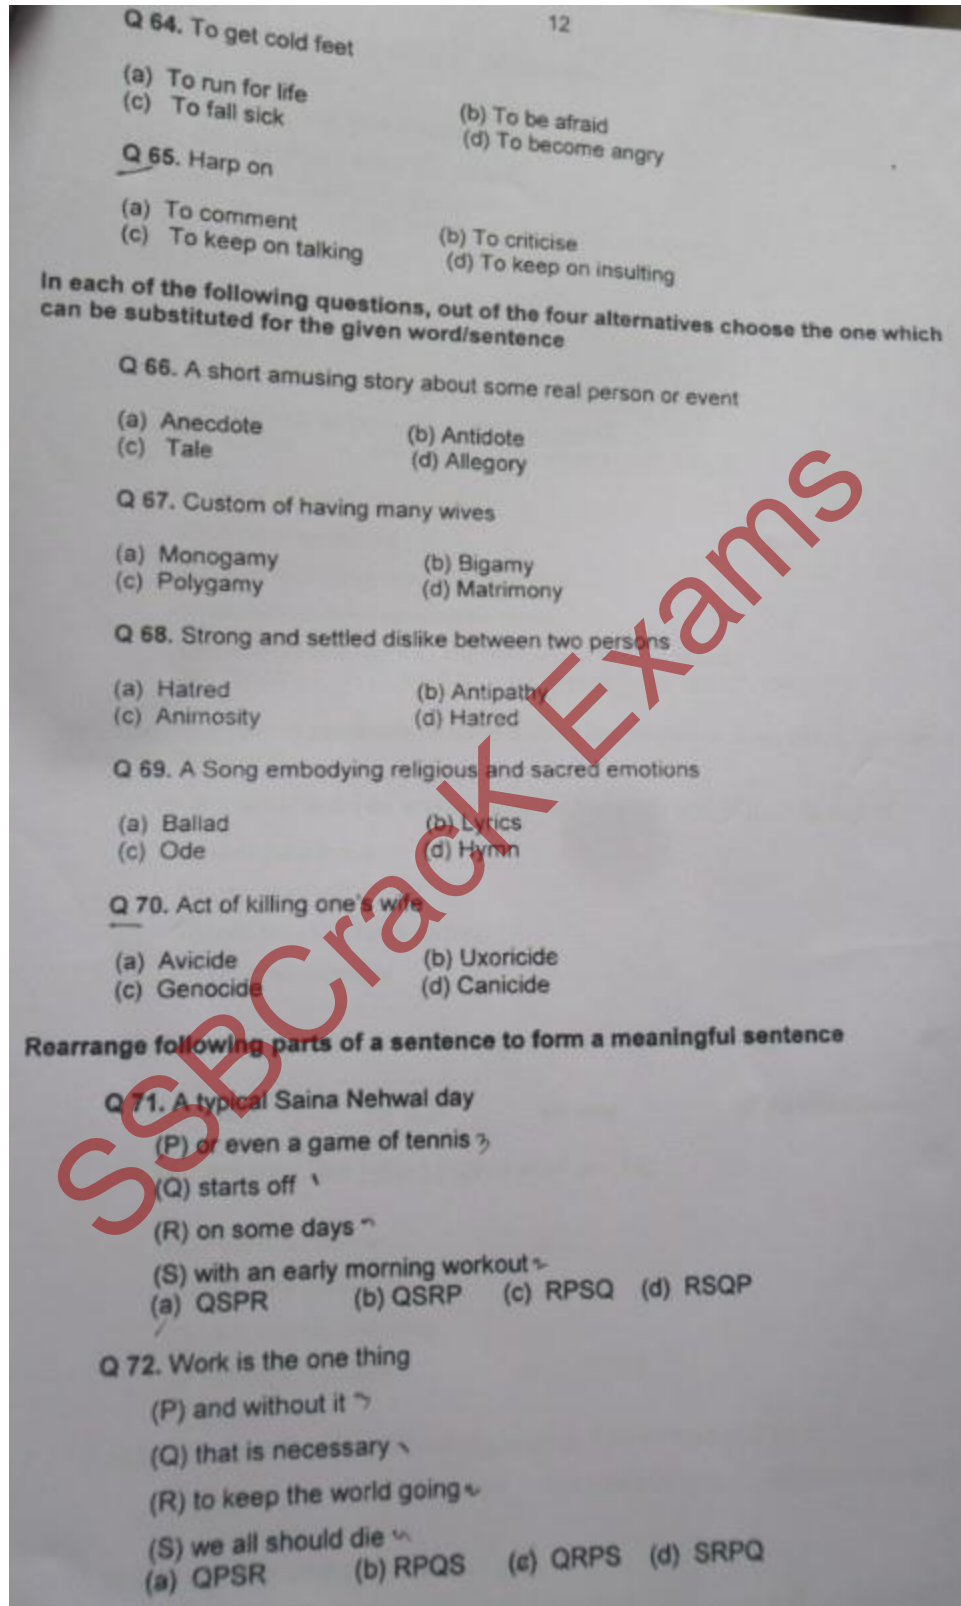 12
Q 64. To get cold feet
(a) To run for life
(b) To be afraid
(c) To fall sick
(d) To become angry
Q 65. Harp on
(a) To comment
(b) To criticise
(c) To keep on talking
(d) To keep on insulting
In each of the following questions, out of the four alternatives choose the one which
can be substituted for the given word/sentence
Q 66. A short amusing story about some real person or event
(a) Anecdote (b) Antidote
(c) Tale (d) Allegory
Q 67. Custom of having many wives
(a) Monogamy (b) Bigamy
(c) Polygamy (d) Matrimony
Q 68. Strong and settled dislike between two persons
(a) Hatred (b) Antipathy
(c) Animosity (d) Hatred
Q 69. A Song embodying religious and sacred emotions
(a) Ballad (b) Lyrics
(c) Ode (d) Hymn
Q 70. Act of killing one's wife
(a) Avicide (b) Uxoricide
(c) Genocide (d) Canicide
Rearrange following parts of a sentence to form a meaningful sentence
Q 71. A typical Saina Nehwal day
(P) or even a game of tennis 3
(Q) starts off 1
(R) on some days
(S) with an early morning workout 2
(a) QSPR (b) QSRP (c) RPSQ (d) RSQP
Q 72. Work is the one thing
(P) and without it 3
(Q) that is necessary 1
(R) to keep the world going 2
(S) we all should die
(a) QPSR (b) RPQS (c) QRPS (d) SRPQ
SSBCracK Exams